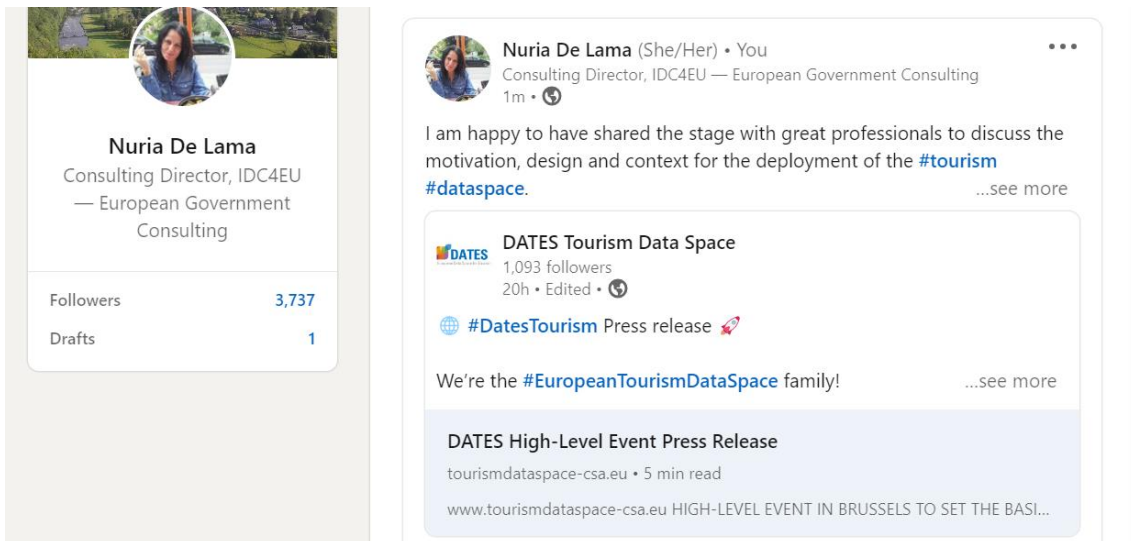 Nuria De Lama
Consulting Director, IDC4EU
— European Government
Consulting
Followers 3,737
Drafts 1
Nuria De Lama (She/Her) • You
Consulting Director, IDC4EU — European Government Consulting
1m •
I am happy to have shared the stage with great professionals to discuss the
motivation, design and context for the deployment of the #tourism
#dataspace. ...see more
DATES
DATES Tourism Data Space
1,093 followers
20h • Edited •
#DatesTourism Press release
We're the #EuropeanTourismDataSpace family! ...see more
DATES High-Level Event Press Release
tourismdataspace-csa.eu • 5 min read
www.tourismdataspace-csa.eu HIGH-LEVEL EVENT IN BRUSSELS TO SET THE BASI...